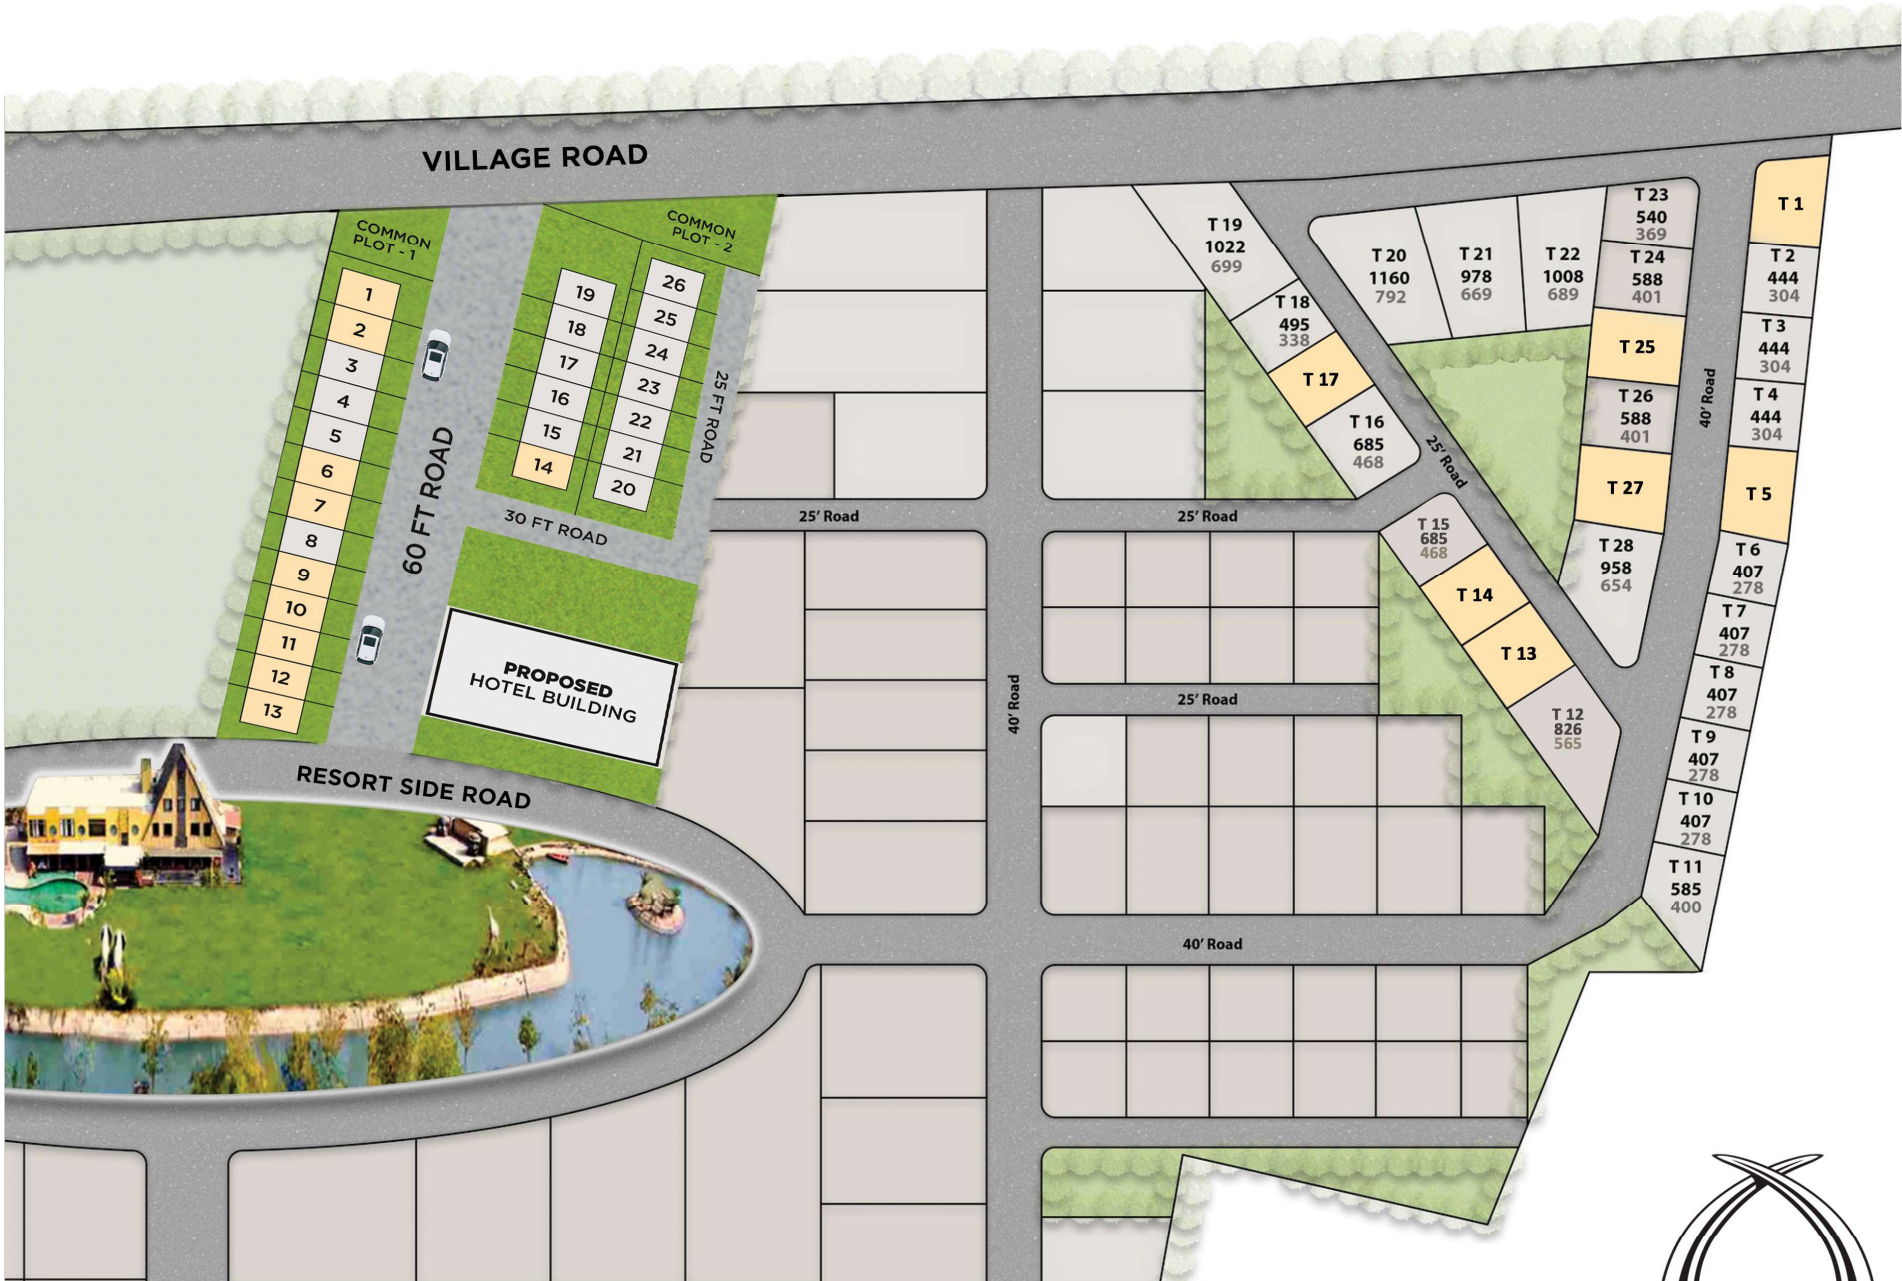 VILLAGE ROAD
COMMON
PLOT - 1
1
2
3
4
5
6
7
8
9
10
11
12
13
60 FT ROAD
COMMON
PLOT - 2
19
18
17
16
15
14
26
25
24
23
22
21
20
25 FT ROAD
30 FT ROAD
PROPOSED
HOTEL BUILDING
RESORT SIDE ROAD
25' Road
40' Road
25' Road
25' Road
40' Road
T 19
1022
699
T 18
495
338
T 17
T 16
685
468
25' Road
T 15
685
468
T 14
T 13
T 12
826
565
T 20
1160
792
T 21
978
669
T 22
1008
689
T 23
540
369
T 24
588
401
T 25
T 26
588
401
T 27
T 28
958
654
40' Road
T 1
T 2
444
304
T 3
444
304
T 4
444
304
T 5
T 6
407
278
T 7
407
278
T 8
407
278
T 9
407
278
T 10
407
278
T 11
585
400